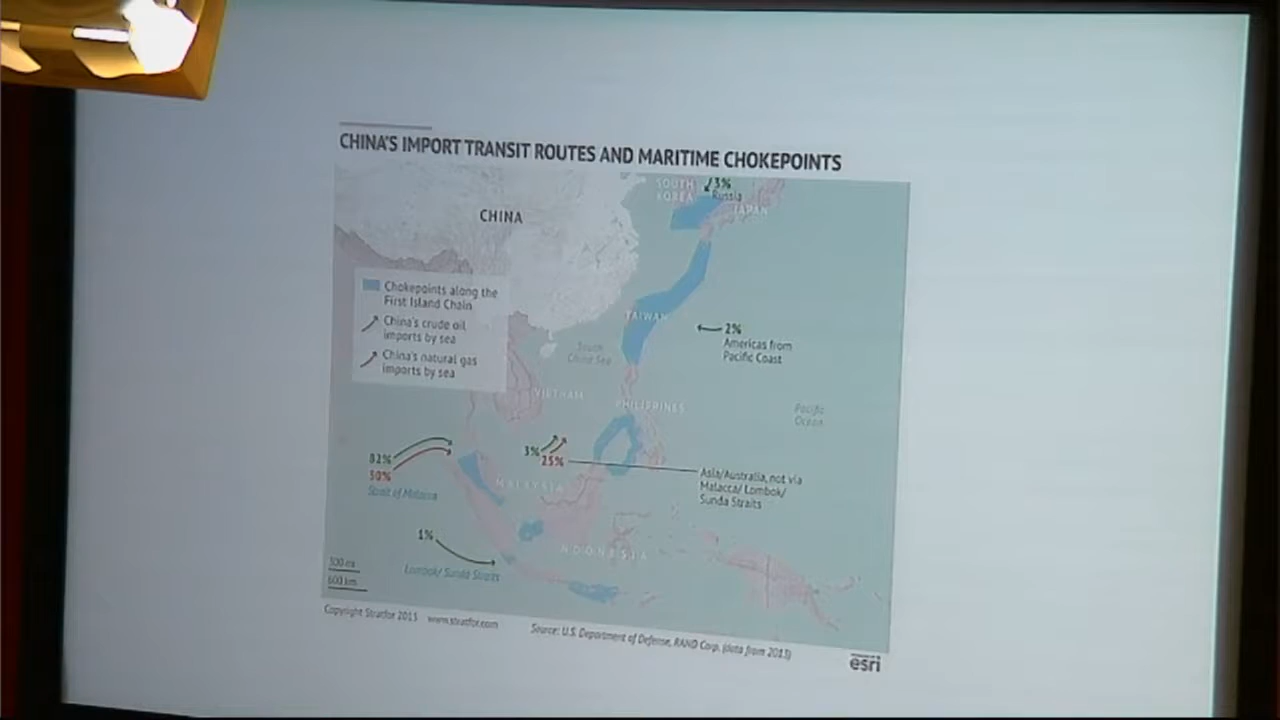 CHINA'S IMPORT TRANSIT ROUTES AND MARITIME CHOKEPOINTS
SOUTH
KOREA
3%
Russia
JAPAN
CHINA
Chokepoints along the
First Island Chain
China's crude oil
imports by sea
China's natural gas
imports by sea
TAIWAN
2%
Americas from
Pacific Coast
South
China Sea
VIETNAM
PHILIPPINES
Pacific
Ocean
82%
50%
Strait of Malacca
3%
25%
Asia/Australia, not via
Malacca/ Lombok/
Sunda Straits
MALAYSIA
1%
Lombok/ Sunda Straits
INDONESIA
600 km
Copyright Stratfor 2015 www.stratfor.com
Source: U.S. Department of Defense, RAND Corp. (data from 2013)
esri